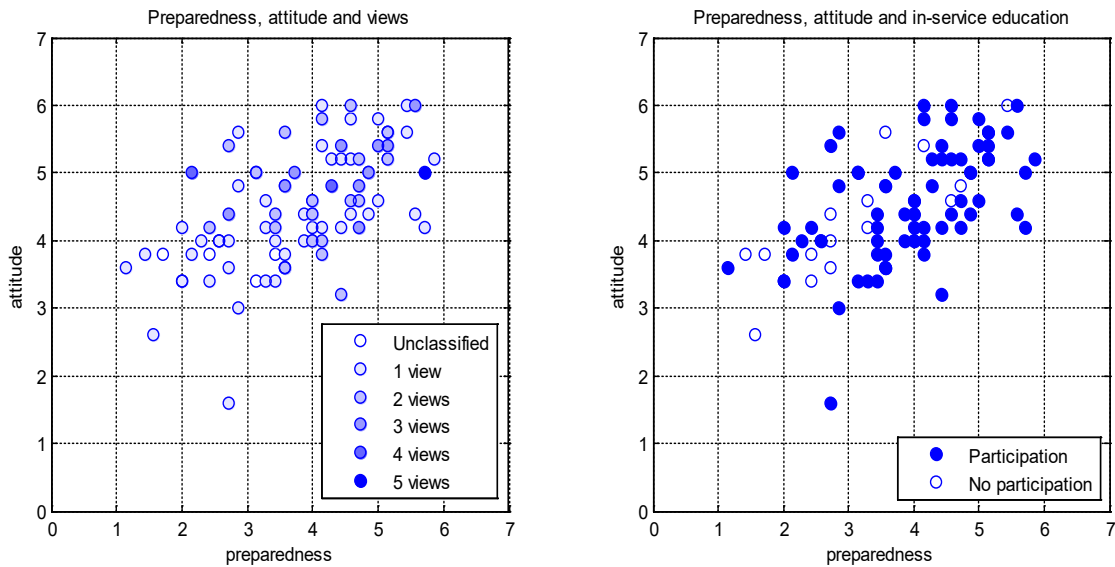 Preparedness, attitude and views
7
6
5
4
3
2
1
0
attitude
0 1 2 3 4 5 6 7
preparedness
Unclassified
1 view
2 views
3 views
4 views
5 views
Preparedness, attitude and in-service education
7
6
5
4
3
2
1
0
attitude
0 1 2 3 4 5 6 7
preparedness
Participation
No participation